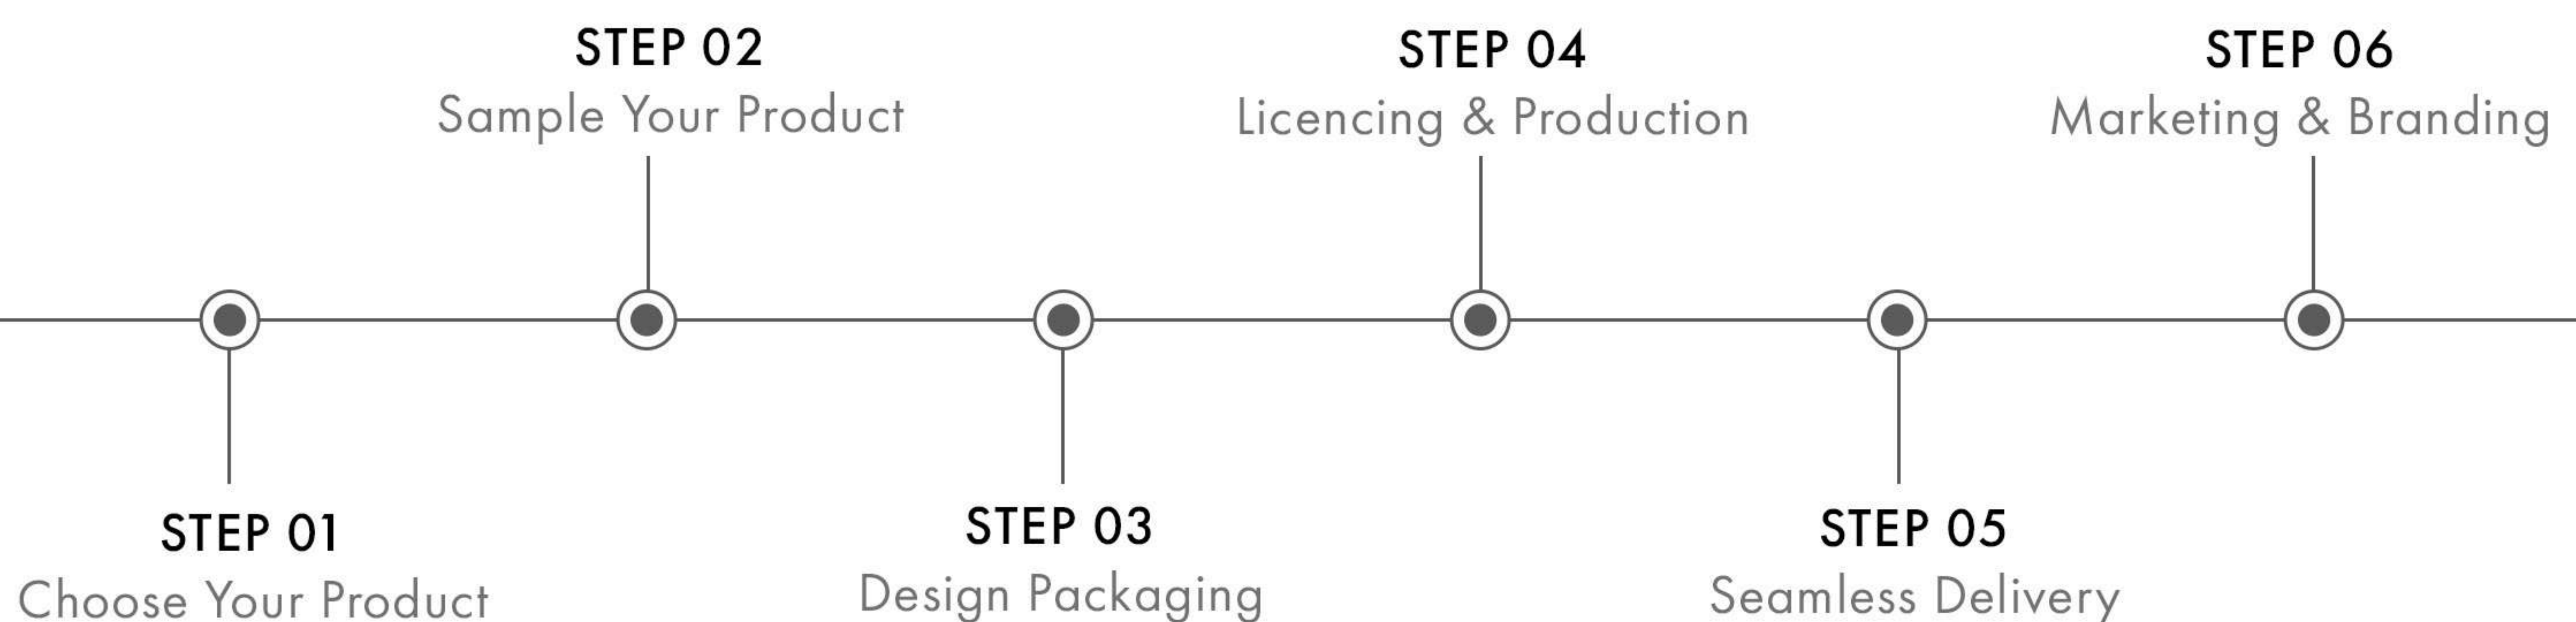 STEP 01
Choose Your Product
STEP 02
Sample Your Product
STEP 03
Design Packaging
STEP 04
Licencing & Production
STEP 05
Seamless Delivery
STEP 06
Marketing & Branding